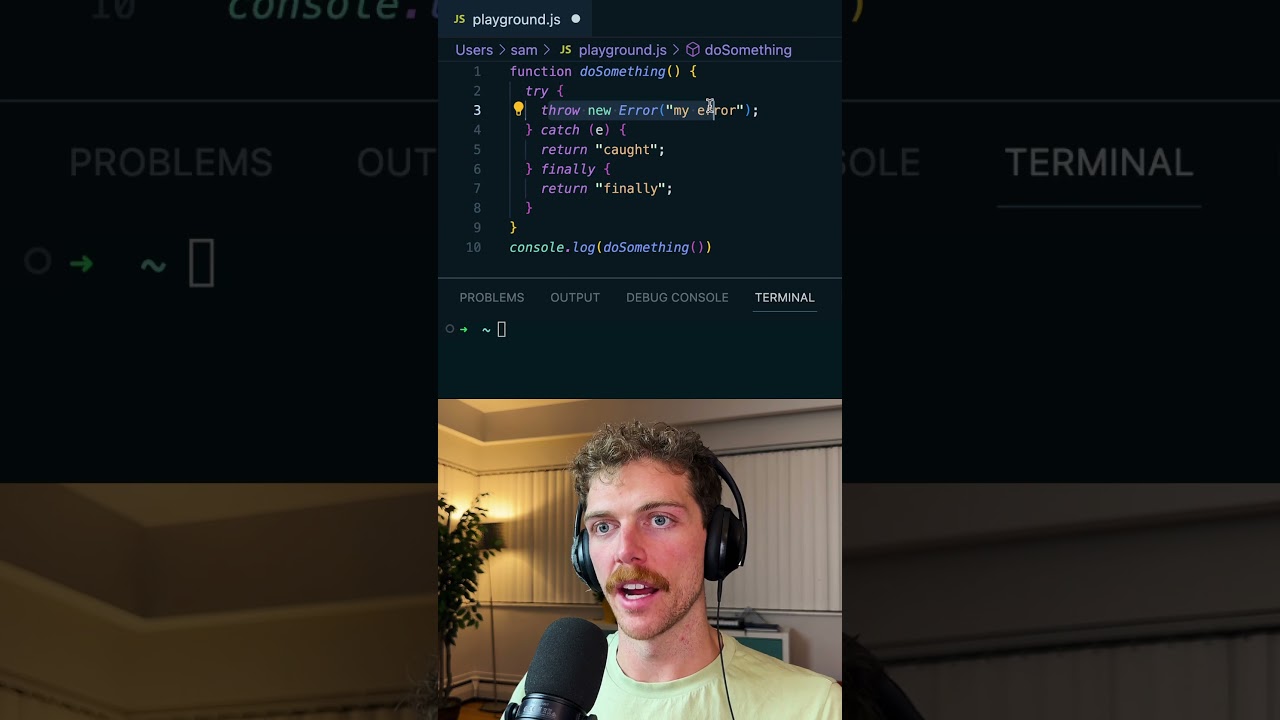 console.l
10
PROBLEMS
OUT
SOLE
TERMINAL
→ ~
JS playground.js
Users > sam > JS playground.js > doSomething
1 function doSomething() {
2 try {
3 throw new Error("my error");
4 } catch (e) {
5 return "caught";
6 } finally {
7 return "finally";
8 }
9 }
10 console.log(doSomething())
PROBLEMS OUTPUT DEBUG CONSOLE TERMINAL
→ ~